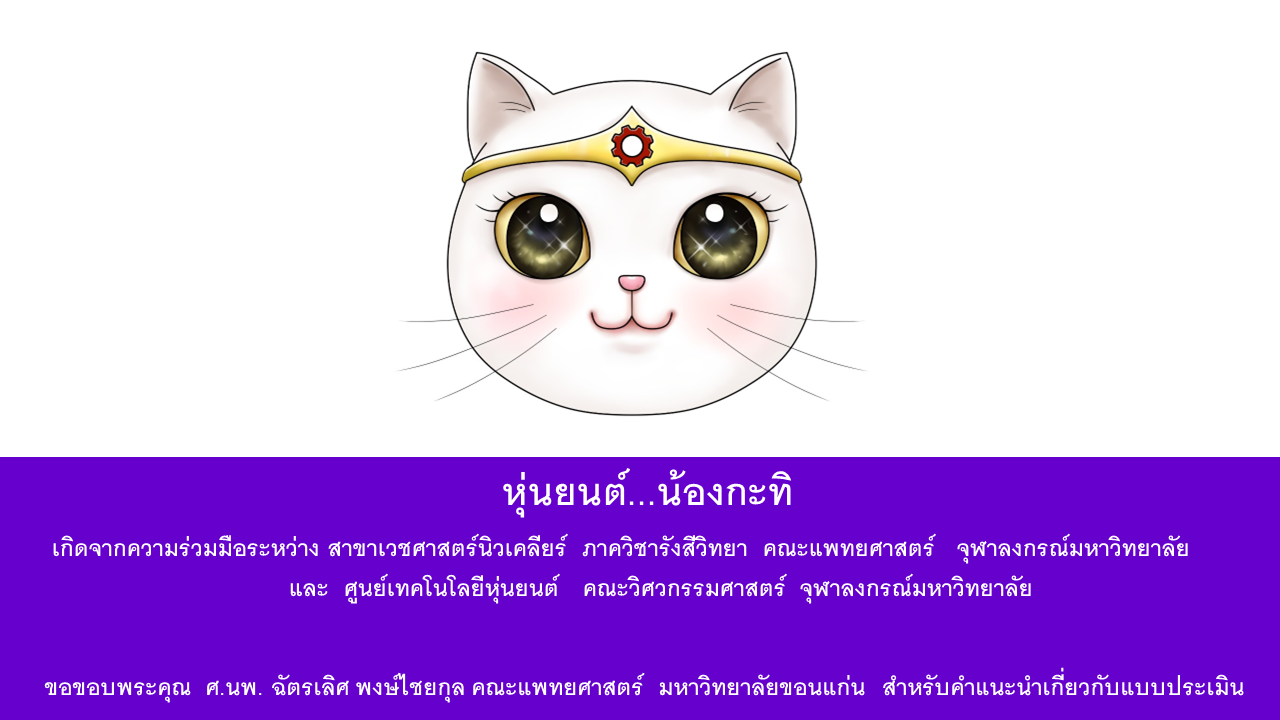 หุ่นยนต์...น้องกะทิ
เกิดจากความร่วมมือระหว่าง สาขาเวชศาสตร์นิวเคลียร์ ภาควิชารังสีวิทยา คณะแพทยศาสตร์ จุฬาลงกรณ์มหาวิทยาลัย
และ ศูนย์เทคโนโลยีหุ่นยนต์ คณะวิศวกรรมศาสตร์ จุฬาลงกรณ์มหาวิทยาลัย
ขอขอบพระคุณ ศ.นพ. ฉัตรเลิศ พงษ์ไชยกุล คณะแพทยศาสตร์ มหาวิทยาลัยขอนแก่น สำหรับคำแนะนำเกี่ยวกับแบบประเมิน